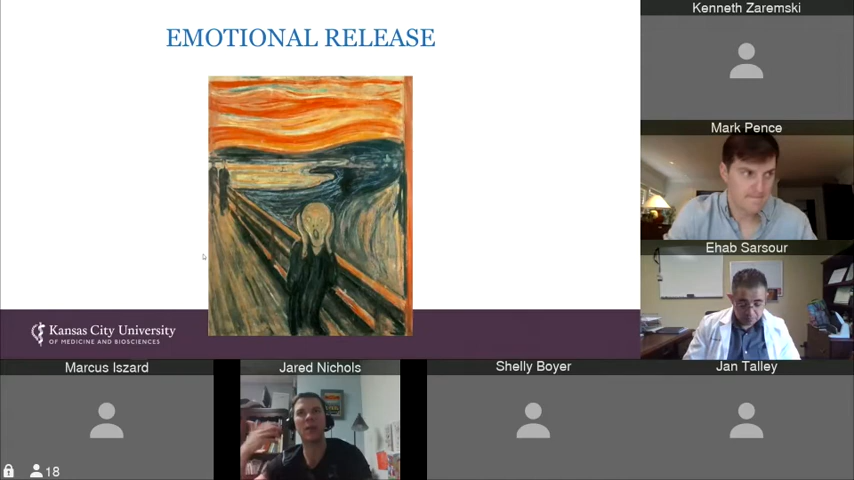 EMOTIONAL RELEASE
Kansas City University
OF MEDICINE AND BIOSCIENCES
Kenneth Zaremski
Mark Pence
Ehab Sarsour
Marcus Iszard
Jared Nichols
Shelly Boyer
Jan Talley
18